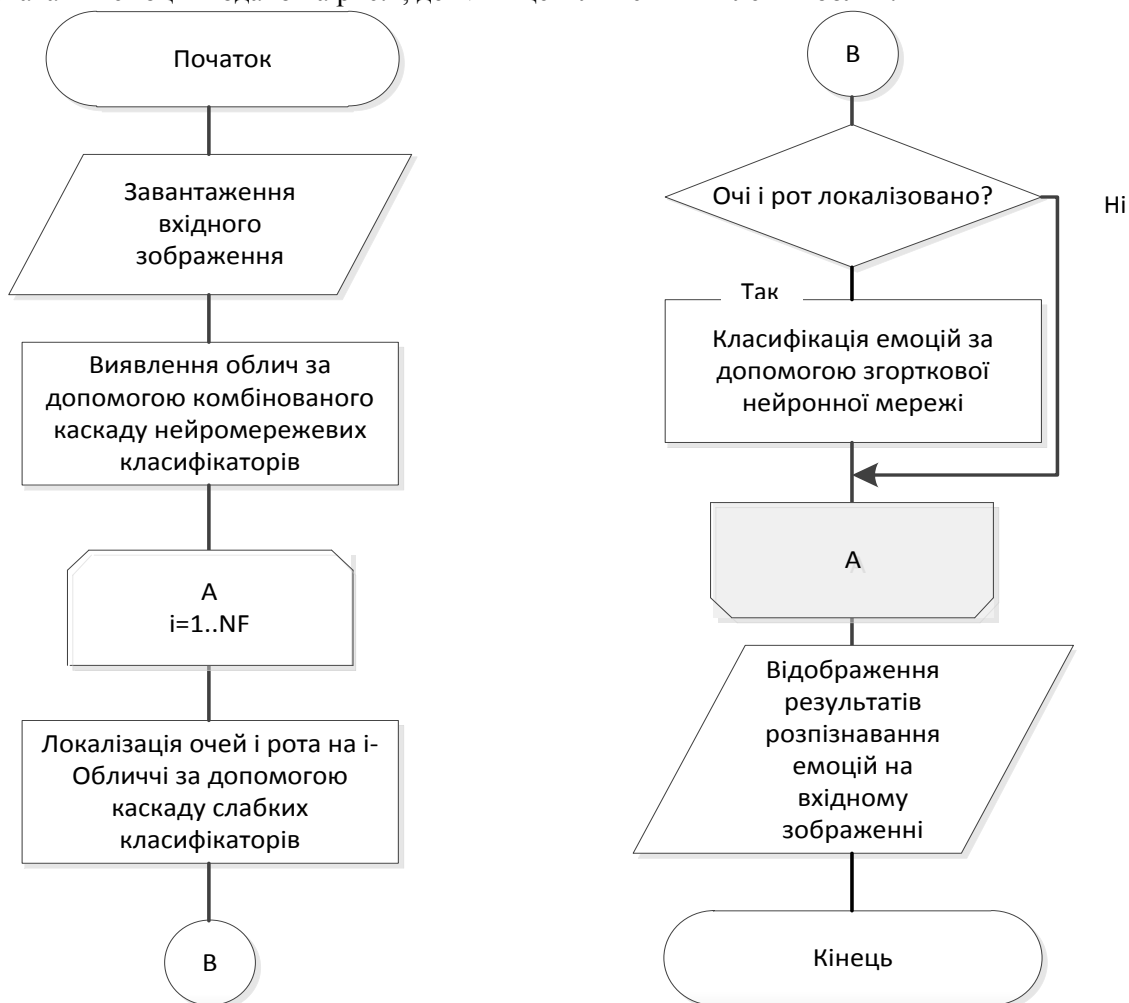 Початок
Завантаження
вхідного
зображення
Виявлення облич за
допомогою комбінованого
каскаду нейромережевих
класифікаторів
A
i=1..NF
Локалізація очей і рота на і-
Обличчі за допомогою
каскаду слабких
класифікаторів
B
B
Очі і рот локалізовано?
Ні
Так
Класифікація емоцій за
допомогою згорткової
нейронної мережі
A
Відображення
результатів
розпізнавання
емоцій на
вхідному
зображенні
Кінець